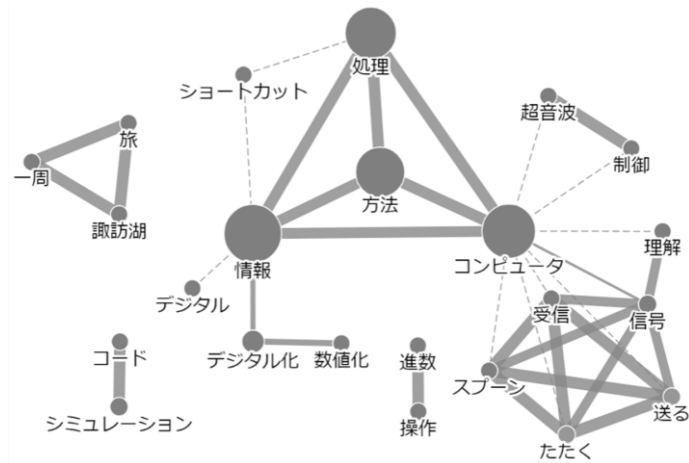 処理
ショートカット
超音波
旅
制御
一周
方法
諏訪湖
理解
情報
コンピュータ
デジタル
受信
信号
コード
デジタル化
数値化
進数
スプーン
送る
シミュレーション
操作
たたく